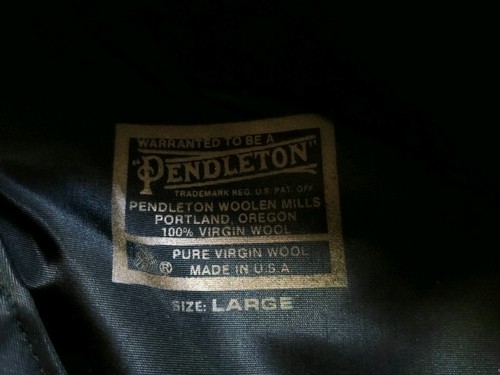 WARRANTED TO BE A
"PENDLETON"
TRADEMARK REG. U.S. PAT. OFF.
PENDLETON WOOLEN MILLS
PORTLAND, OREGON
100% VIRGIN WOOL
PURE VIRGIN WOOL
® MADE IN U.S.A
SIZE: LARGE